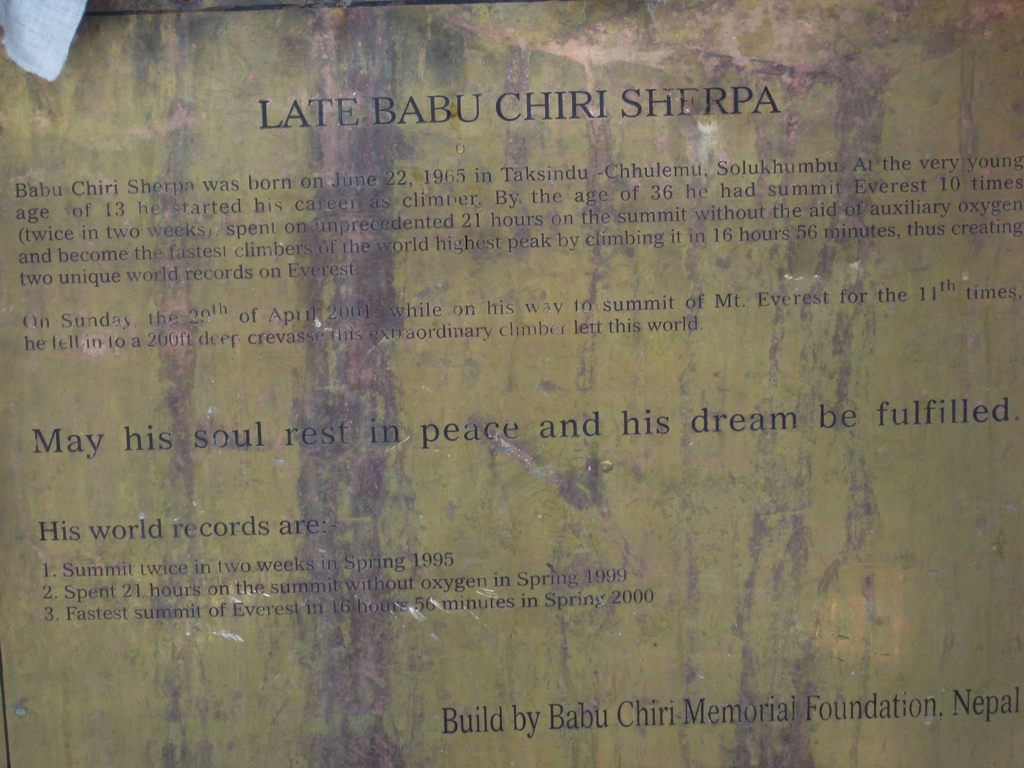 LATE BABU CHIRI SHERPA
Babu Chiri Sherpa was born on June 22, 1965 in Taksindu -Chhulemu, Solukhumbu. At the very young
age of 13 he started his career as climber. By the age of 36 he had summit Everest 10 times
(twice in two weeks) spent on unprecedented 21 hours on the summit without the aid of auxiliary oxygen
and become the fastest climbers of the world highest peak by climbing it in 16 hours 56 minutes, thus creating
two unique world records on Everest.
On Sunday, the 29th of April 2001, while on his way to summit of Mt. Everest for the 11th times,
he fell in to a 200ft deep crevasse this extraordinary climber left this world.
May his soul rest in peace and his dream be fulfilled.
His world records are:-
1. Summit twice in two weeks in Spring 1995
2. Spent 21 hours on the summit without oxygen in Spring 1999
3. Fastest summit of Everest in 16 hours 56 minutes in Spring 2000
Build by Babu Chiri Memorial Foundation, Nepal